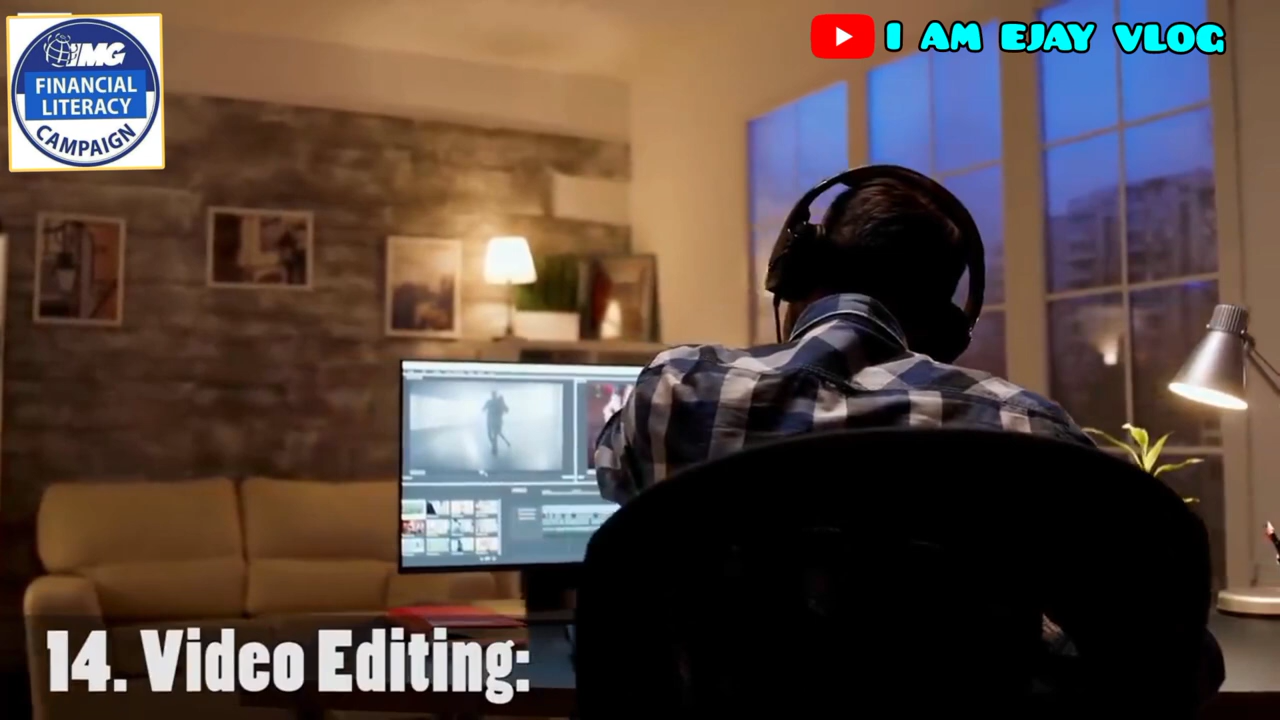 IMG
FINANCIAL
LITERACY
CAMPAIGN
I AM EJAY VLOG
14. Video Editing: